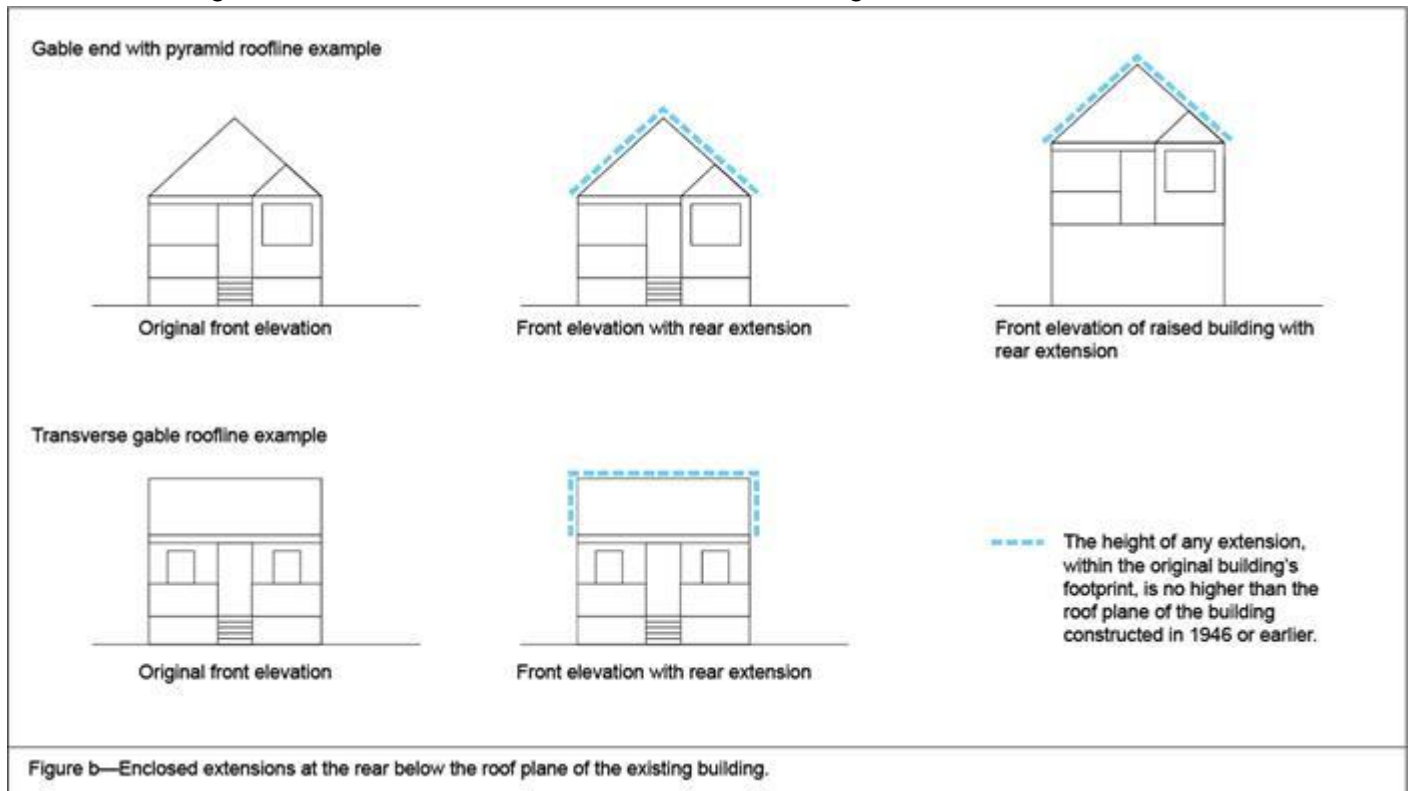 Gable end with pyramid roofline example
Original front elevation
Front elevation with rear extension
Front elevation of raised building with
rear extension
Transverse gable roofline example
Original front elevation
Front elevation with rear extension
The height of any extension,
within the original building's
footprint, is no higher than the
roof plane of the building
constructed in 1946 or earlier.
Figure b—Enclosed extensions at the rear below the roof plane of the existing building.